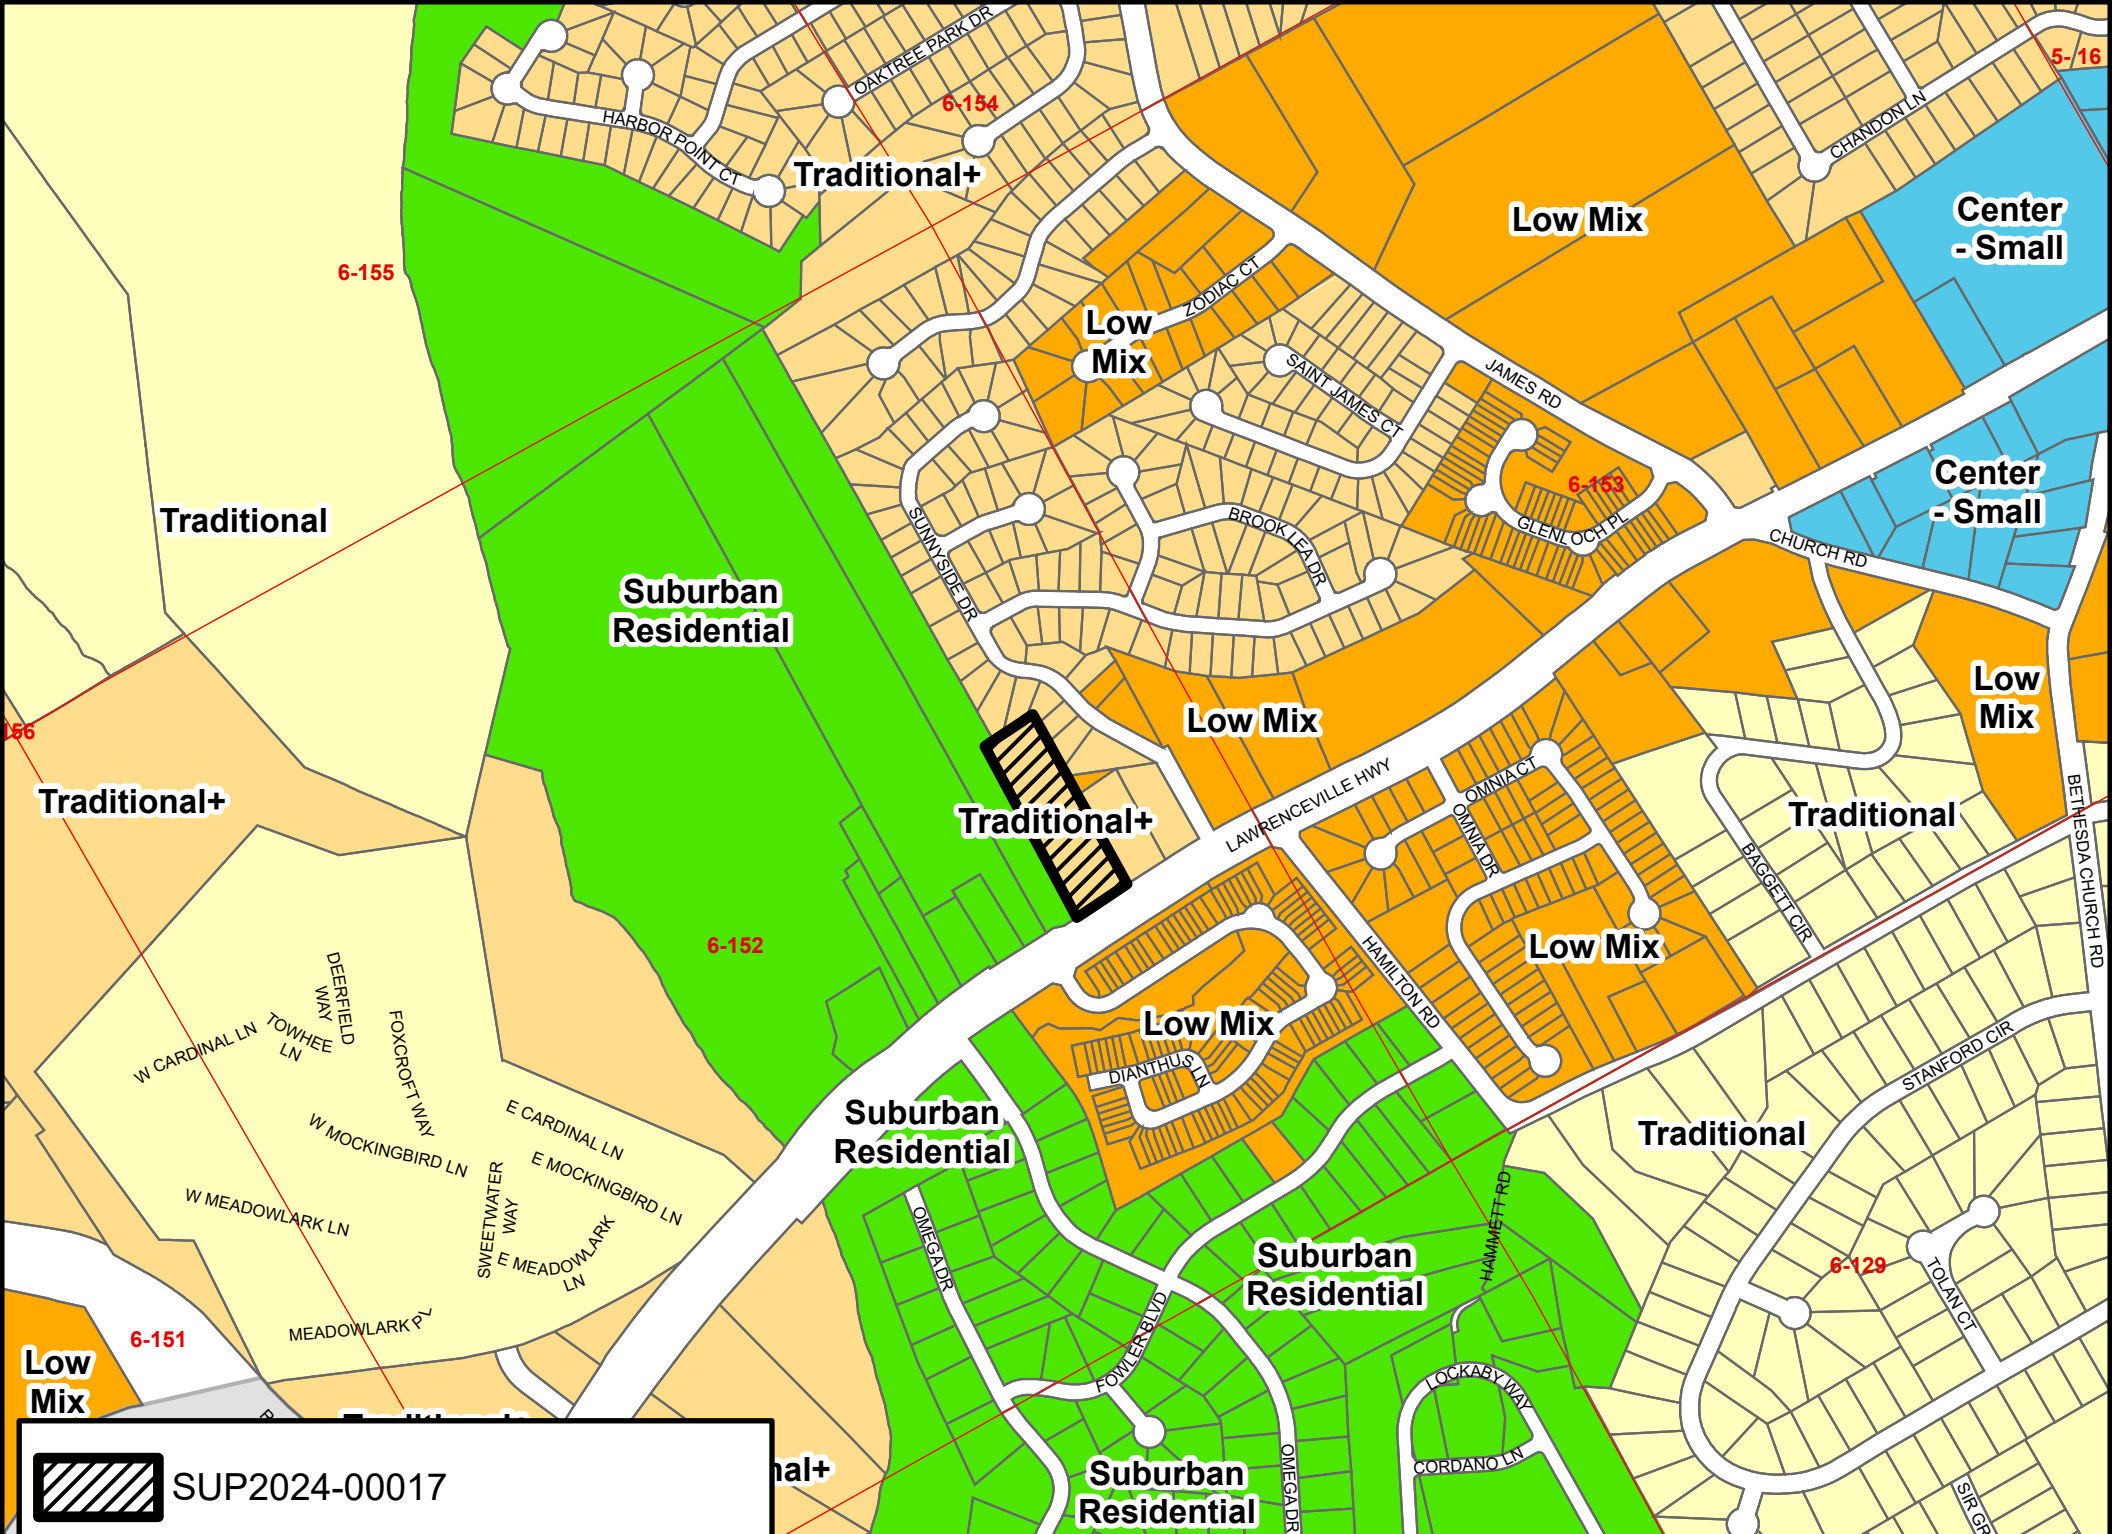 OAKTREE PARK DR
5- 16
6-154
CHANDON LN
HARBOR POINT CT
Traditional+
Low Mix
Center
- Small
6-155
ZODIAC CT
Low
Mix
SAINT JAMES CT
JAMES RD
6-153
Center
- Small
GLENLOCH PL
Traditional
BROOK LEA DR
SUNNYSIDE DR
CHURCH RD
Suburban
Residential
Low
Mix
Low Mix
156
Traditional+
LAWRENCEVILLE HWY
OMNIA CT
OMNIA DR
Traditional+
Traditional
BETHESDA CHURCH RD
BAGGETT CIR
6-152
Low Mix
HAMILTON RD
DEERFIELD
WAY
FOXCROFT WAY
W CARDINAL LN
TOWHEE
LN
Low Mix
DIANTHUS LN
STANFORD CIR
E CARDINAL LN
Suburban
Residential
Traditional
W MOCKINGBIRD LN
E MOCKINGBIRD LN
SWEETWATER
WAY
HAMMETT RD
W MEADOWLARK LN
OMEGA DR
E MEADOWLARK
LN
Suburban
Residential
6-129
TOLAN CT
MEADOWLARK PL
6-151
FOWLER BLVD
Low
Mix
LOCKABY WAY
nal+
CORDANO LN
Suburban
Residential
OMEGA DR
SIR GR
SUP2024-00017